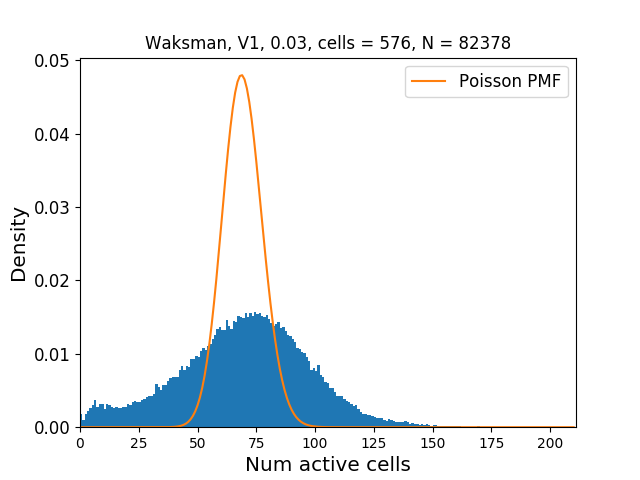 Waksman, V1, 0.03, cells = 576, N = 82378
Poisson PMF
0.05
0.04
0.03
0.02
0.01
0.00
Density
0 25 50 75 100 125 150 175 200
Num active cells